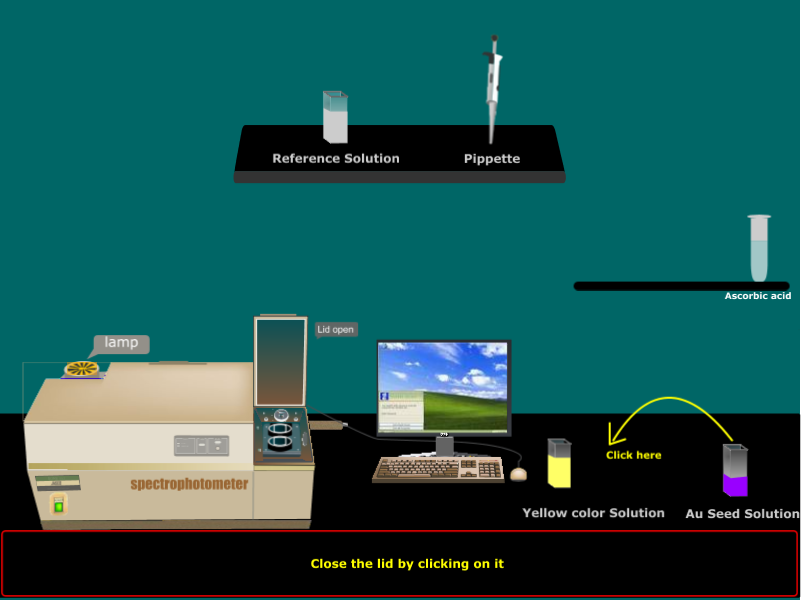 Reference Solution
Pippette
Ascorbic acid
lamp
Lid open
Click here
spectrophotometer
Yellow color Solution
Au Seed Solution
Close the lid by clicking on it